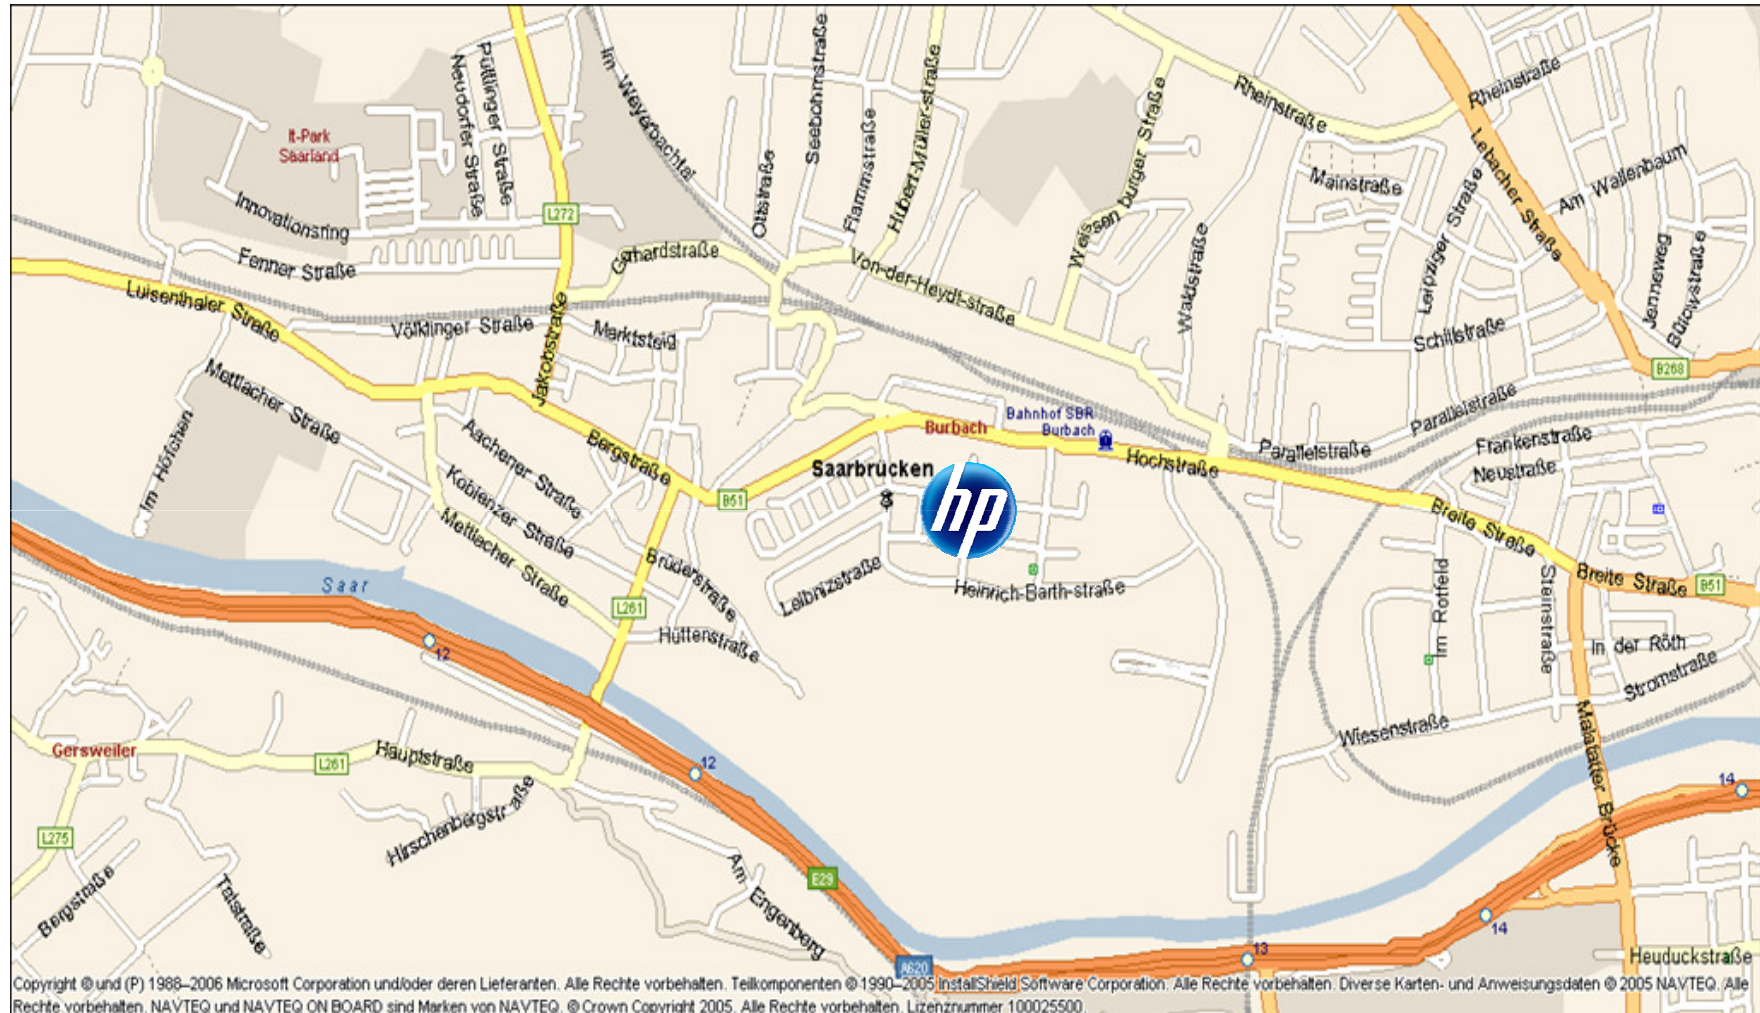 Püttlinger Straße
Neudorfer Straße
Im Weyerbachtal
Seebohmstraße
Hubert-Müller-straße
Flammstraße
Ottstraße
Weissen burger Straße
Rheinstraße
Rheinstraße
Lebacher Straße
Am Wallenbaum
It-Park
Saarland
Mainstraße
Leipziger Straße
Innovationsring
L272
Waldstraße
Jenneweg
Bülowstraße
Fenner Straße
Gerhardstraße
Von-der-Heydt-straße
Luisenthaler Straße
Völklinger Straße
Jakobstraße
Marktsteig
Schillstraße
B268
Mettlacher Straße
Parallelstraße
Bahnhof SBR
Burbach
Burbach
Im Höfchen
Aachener Straße
Bergstraße
Hochstraße
Parallelstraße
Frankenstraße
Neustraße
Saarbrücken
hp
Koblenzer Straße
B51
Breite Straße
Mettlacher Straße
Brüderstraße
Leibnizstraße
Heinrich-Barth-straße
Im Rotfeld
Steinstraße
Breite Straße
B51
Saar
L261
12
Hüttenstraße
In der Röth
Stromstraße
Wiesenstraße
Malstatter Brücke
Gersweiler
L261
Hauptstraße
12
14
Hirschenbergstr aße
L275
Bergstraße
Talstraße
Am Engenberg
E29
14
A620
13
Heuduckstraße
Copyright © und (P) 1988–2006 Microsoft Corporation und/oder deren Lieferanten. Alle Rechte vorbehalten. Teilkomponenten © 1990–2005 InstallShield Software Corporation. Alle Rechte vorbehalten. Diverse Karten- und Anweisungsdaten © 2005 NAVTEQ. Alle
Rechte vorbehalten. NAVTEQ und NAVTEQ ON BOARD sind Marken von NAVTEQ. © Crown Copyright 2005. Alle Rechte vorbehalten. Lizenznummer 100025500.